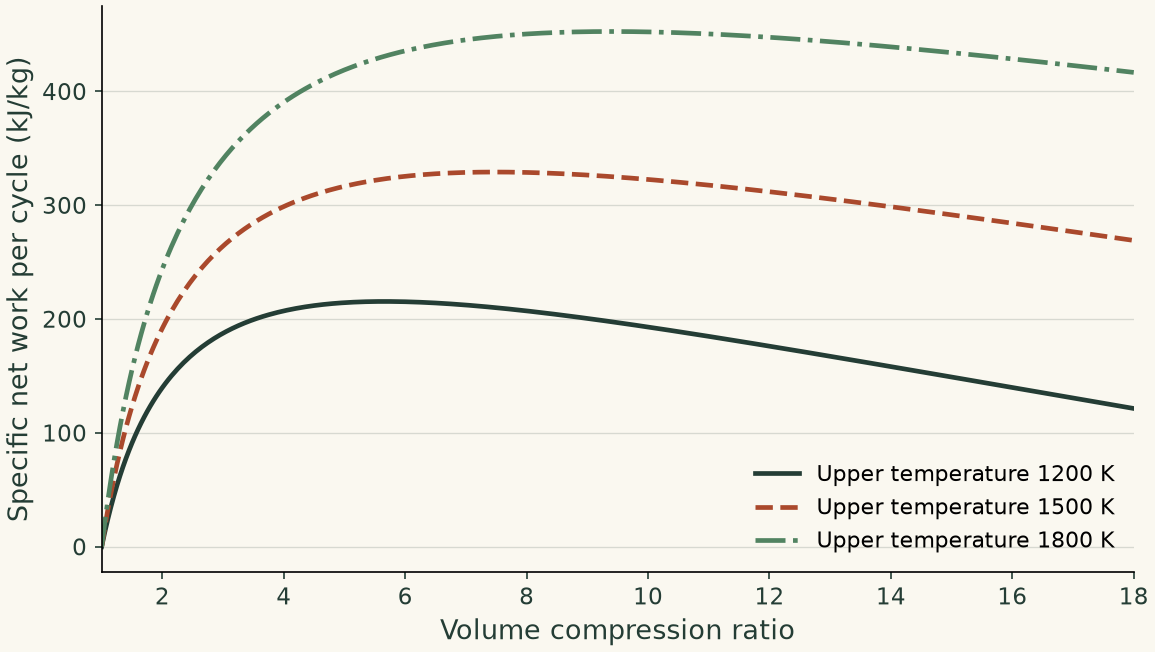 Specific net work per cycle (kJ/kg)
400
300
200
100
0
2 4 6 8 10 12 14 16 18
Volume compression ratio
Upper temperature 1200 K
Upper temperature 1500 K
Upper temperature 1800 K